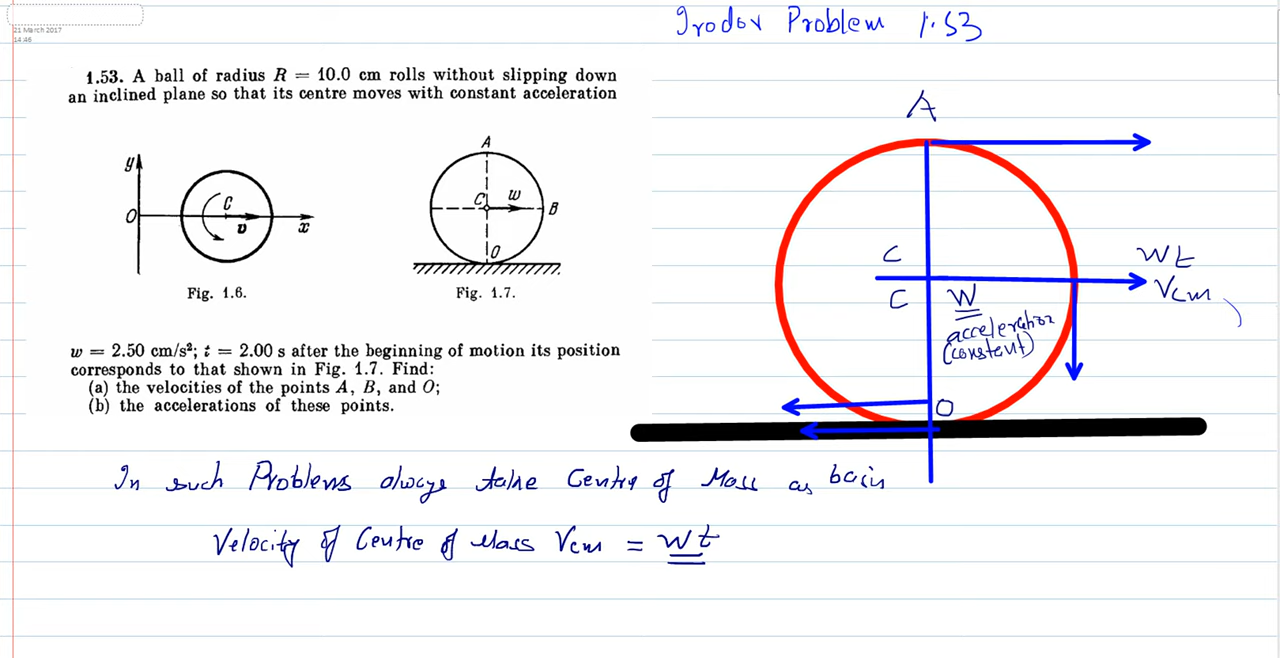 21 March 2017
14:46
Irodov Problem 1.53
1.53. A ball of radius R = 10.0 cm rolls without slipping down
an inclined plane so that its centre moves with constant acceleration
y
O
C
v
x
Fig. 1.6.
A
C
w
B
O
Fig. 1.7.
w = 2.50 cm/s²; t = 2.00 s after the beginning of motion its position
corresponds to that shown in Fig. 1.7. Find:
(a) the velocities of the points A, B, and O;
(b) the accelerations of these points.
A
C
C
W
acceleration
(constant)
Wt
Vcm
O
In such Problems always take Centre of Mass as basis
Velocity of Centre of Mass Vcm = Wt